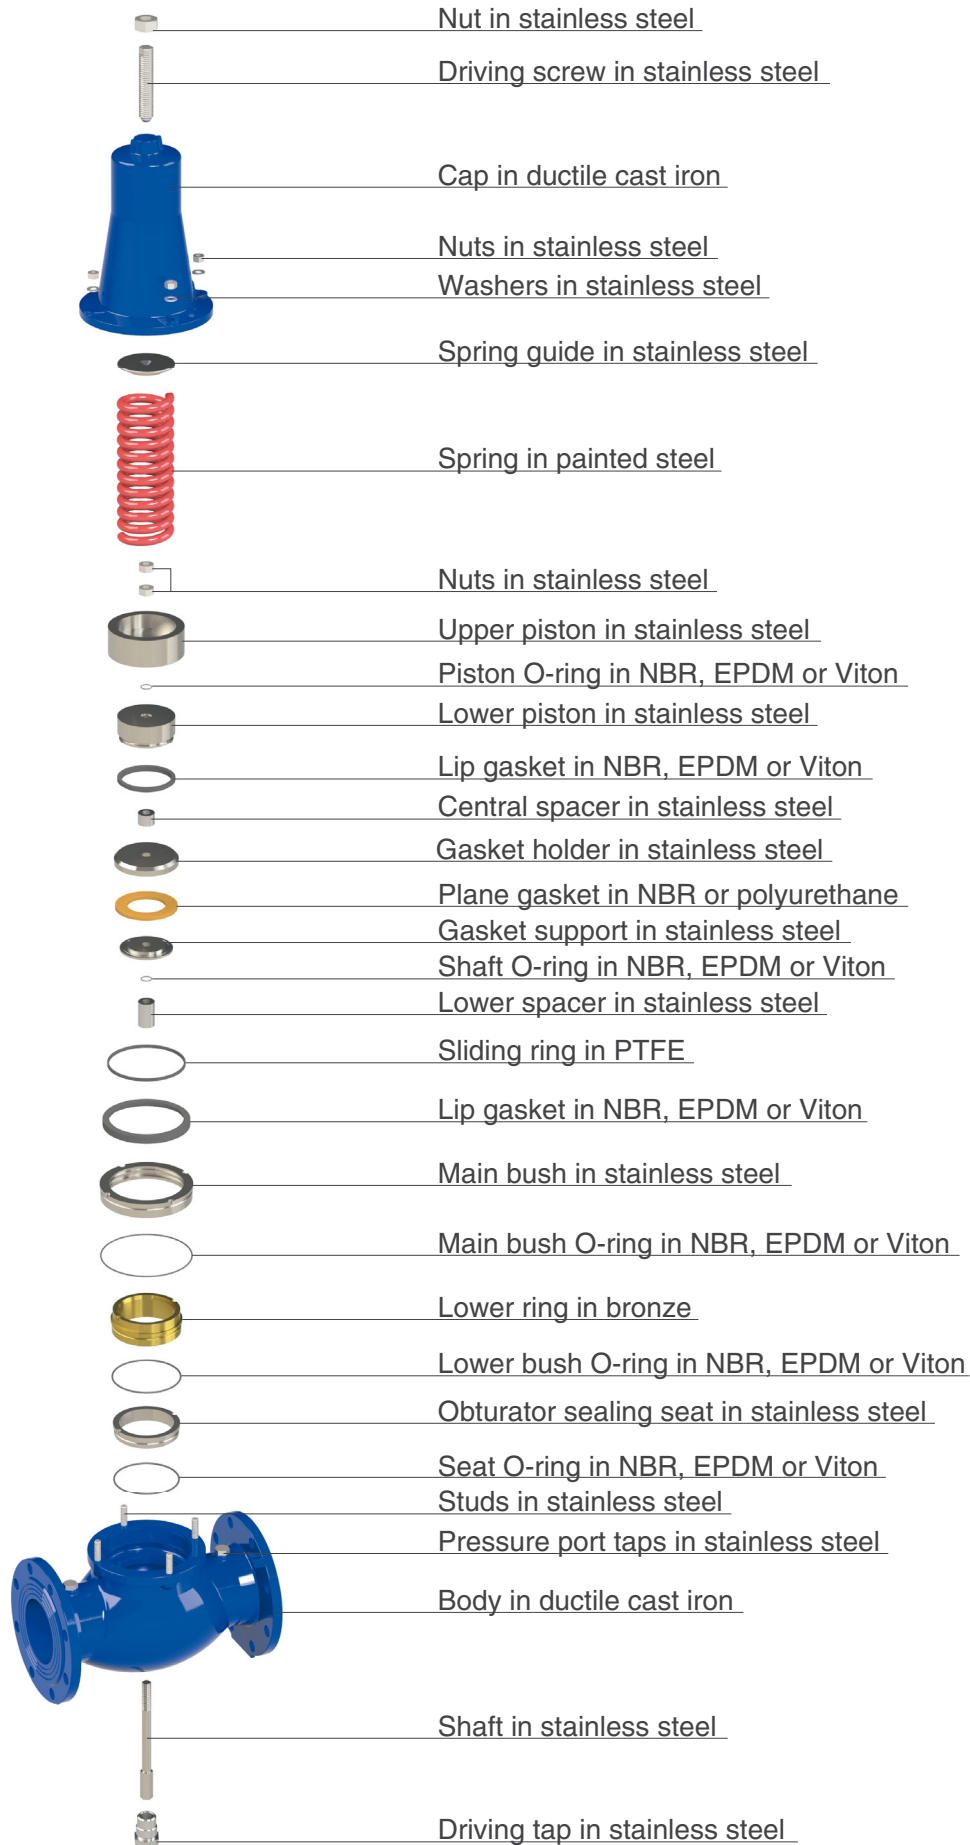 Nut in stainless steel
Driving screw in stainless steel
Cap in ductile cast iron
Nuts in stainless steel
Washers in stainless steel
Spring guide in stainless steel
Spring in painted steel
Nuts in stainless steel
Upper piston in stainless steel
Piston O-ring in NBR, EPDM or Viton
Lower piston in stainless steel
Lip gasket in NBR, EPDM or Viton
Central spacer in stainless steel
Gasket holder in stainless steel
Plane gasket in NBR or polyurethane
Gasket support in stainless steel
Shaft O-ring in NBR, EPDM or Viton
Lower spacer in stainless steel
Sliding ring in PTFE
Lip gasket in NBR, EPDM or Viton
Main bush in stainless steel
Main bush O-ring in NBR, EPDM or Viton
Lower ring in bronze
Lower bush O-ring in NBR, EPDM or Viton
Obturator sealing seat in stainless steel
Seat O-ring in NBR, EPDM or Viton
Studs in stainless steel
Pressure port taps in stainless steel
Body in ductile cast iron
Shaft in stainless steel
Driving tap in stainless steel